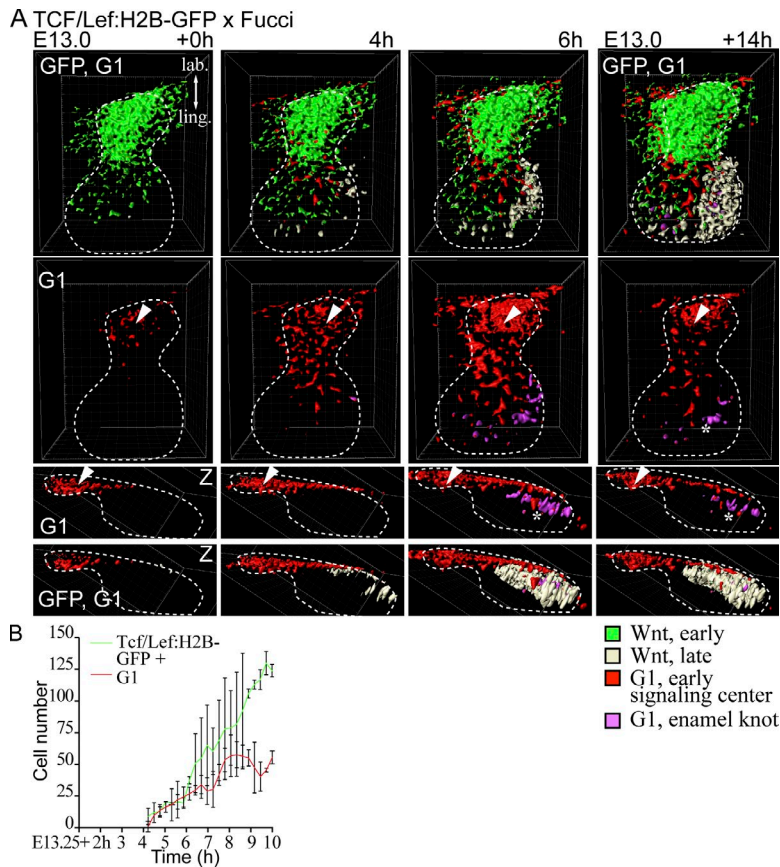 A TCF/Lef:H2B-GFP x Fucci
E13.0 +0h 4h 6h E13.0 +14h
GFP, G1 lab. GFP, G1
ling.
G1
Z Z
G1
* *
Z
GFP, G1
B
150
125
100
75
50
25
0
Cell number
Tcf/Lef:H2B-
GFP +
G1
E13.25+ 2h 3 4 5 6 7 8 9 10
Time (h)
Wnt, early
Wnt, late
G1, early
signaling center
G1, enamel knot